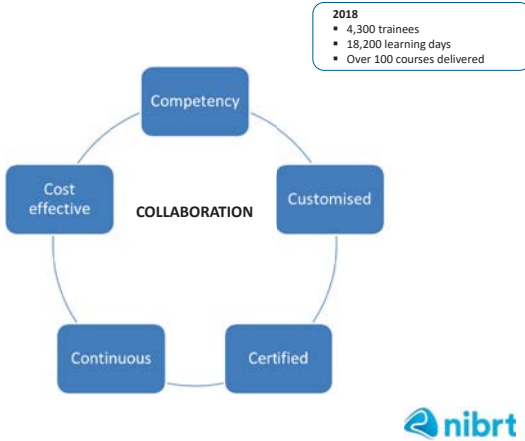 2018
▪ 4,300 trainees
▪ 18,200 learning days
▪ Over 100 courses delivered
Competency
Cost
effective
COLLABORATION
Customised
Continuous
Certified
nibrt